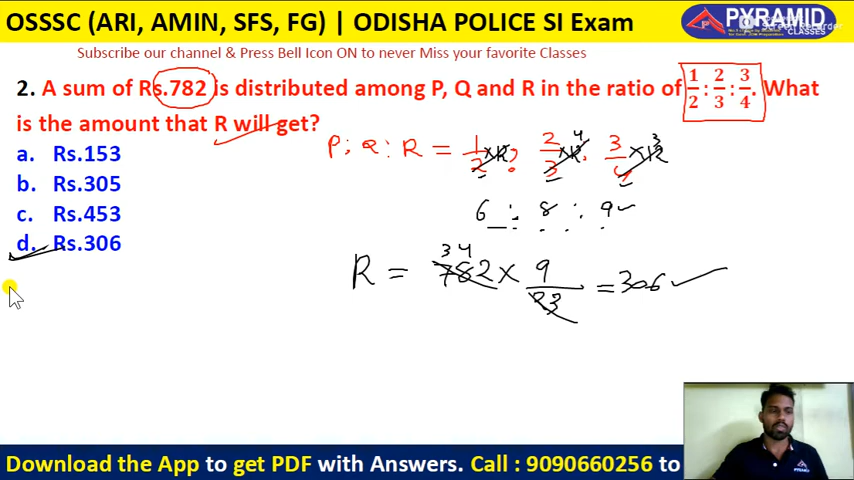 OSSSC (ARI, AMIN, SFS, FG) | ODISHA POLICE SI Exam
PYRAMID
CLASSES
Subscribe our channel & Press Bell Icon ON to never Miss your favorite Classes
2. A sum of Rs.782 is distributed among P, Q and R in the ratio of 1/2 : 2/3 : 3/4. What
is the amount that R will get?
P : Q : R = 1/2 × 12 : 2/3 × 12 4 : 3/4 × 12 3
a. Rs.153
b. Rs.305
6 : 8 : 9
c. Rs.453
d. Rs.306
R = 782 34 × 9/23 = 306
PYRAMID
Download the App to get PDF with Answers. Call : 9090660256 to